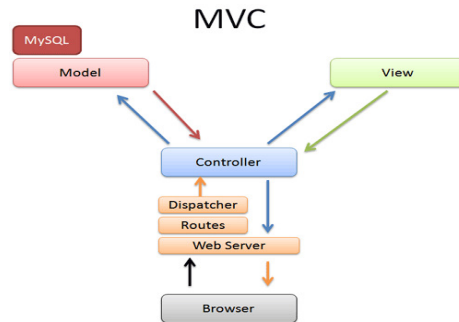 MVC
MySQL
Model
View
Controller
Dispatcher
Routes
Web Server
Browser